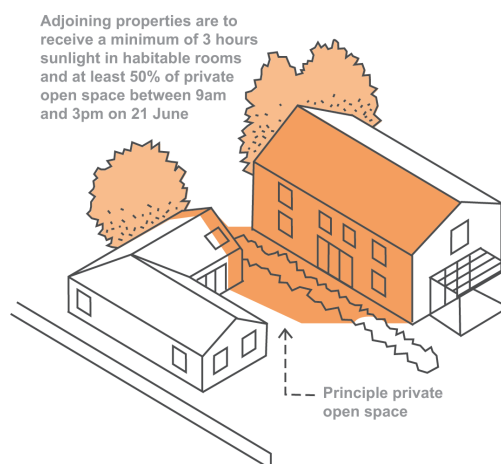 Adjoining properties are to
receive a minimum of 3 hours
sunlight in habitable rooms
and at least 50% of private
open space between 9am
and 3pm on 21 June
Principle private
open space